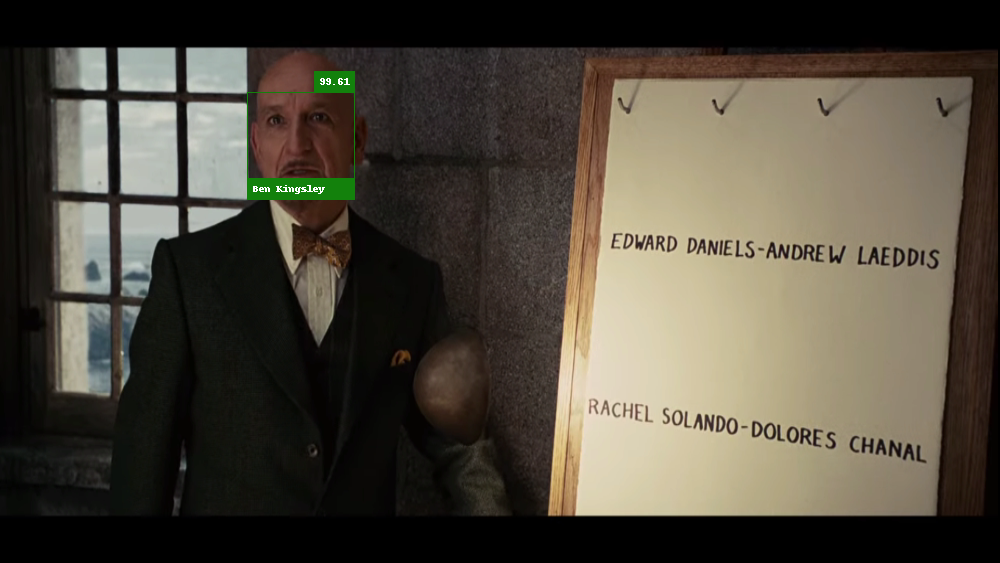 99.61
Ben Kingsley
EDWARD DANIELS-ANDREW LAEDDIS
RACHEL SOLANDO-DOLORES CHANAL